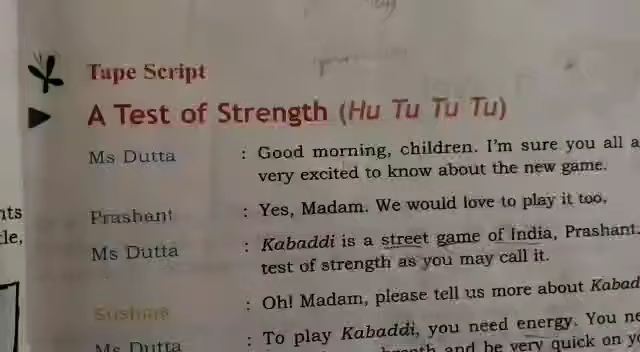 Tape Script
A Test of Strength (Hu Tu Tu Tu)
Ms Dutta : Good morning, children. I'm sure you all a
very excited to know about the new game.
Prashant : Yes, Madam. We would love to play it too.
Ms Dutta : Kabaddi is a street game of India, Prashant.
test of strength as you may call it.
Sushma : Oh! Madam, please tell us more about Kabad
Ms Dutta : To play Kabaddi, you need energy. You ne
breath and be very quick on yo
nts
cle,